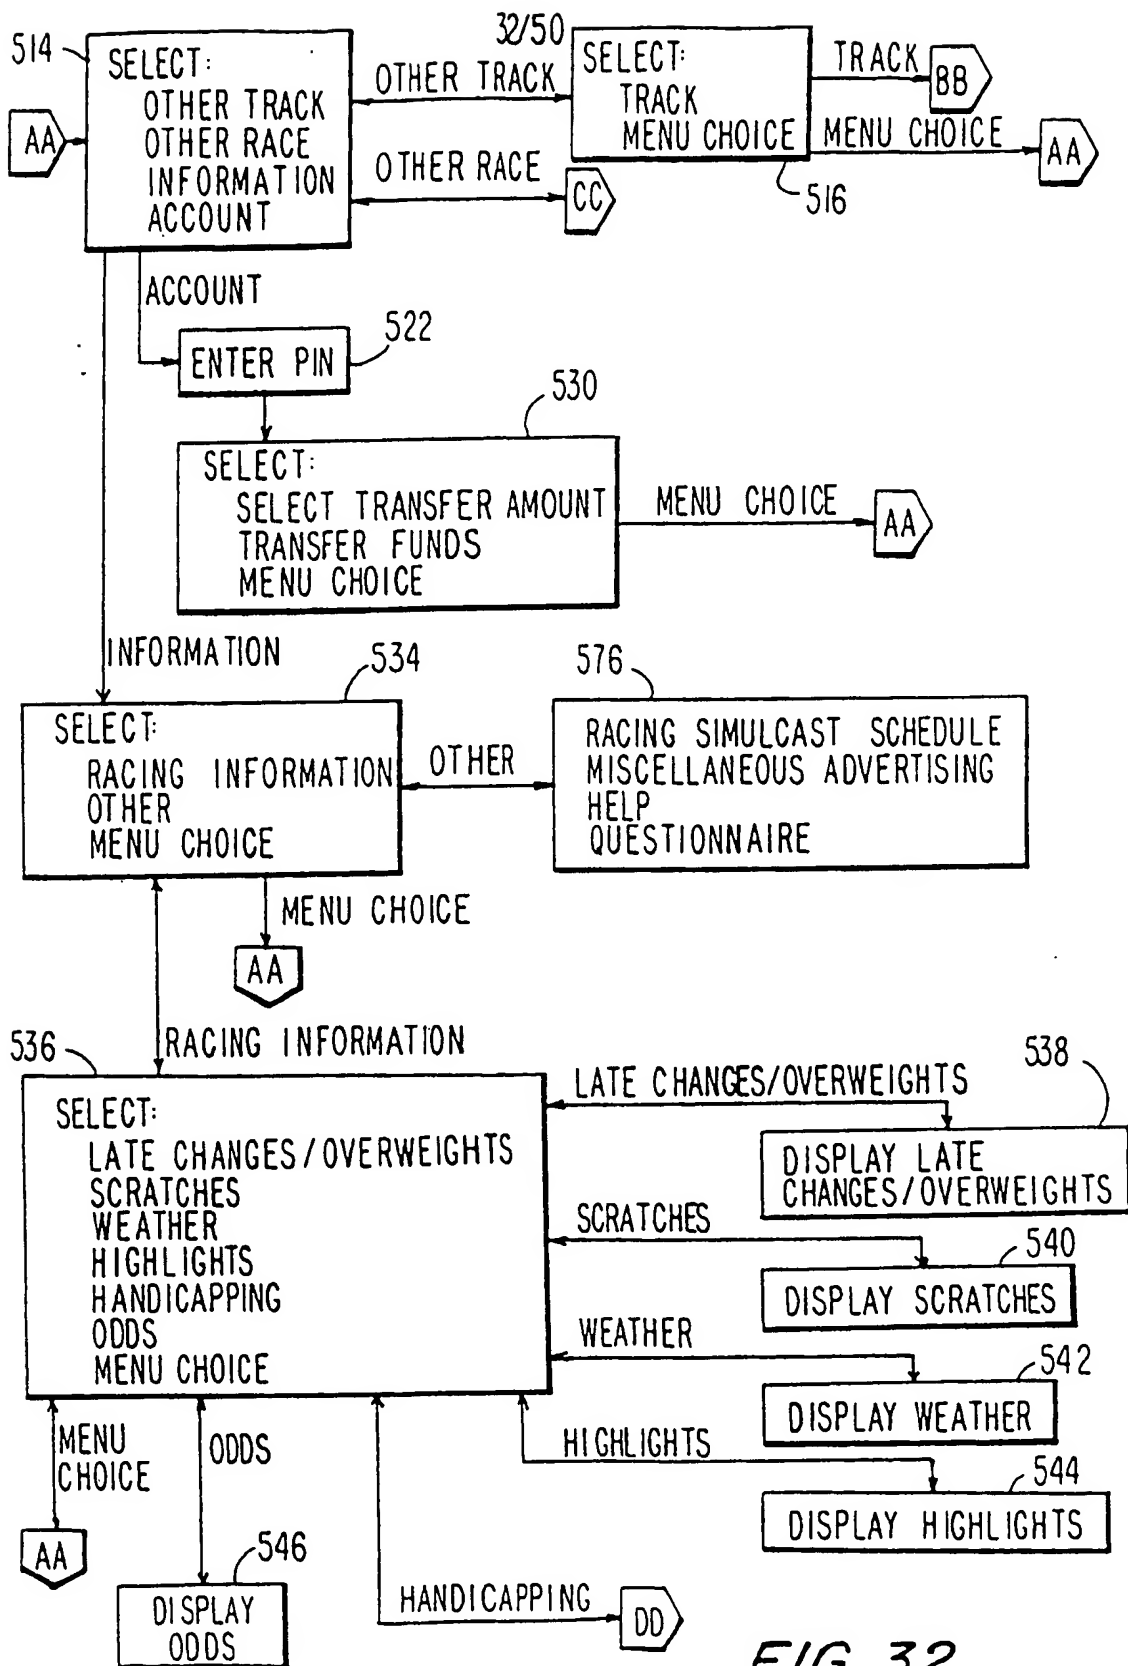 32/50
514
SELECT:
OTHER TRACK
OTHER RACE
INFORMATION
ACCOUNT
AA
OTHER TRACK
SELECT:
TRACK
MENU CHOICE
516
TRACK
BB
MENU CHOICE
AA
OTHER RACE
CC
ACCOUNT
ENTER PIN
522
530
SELECT:
SELECT TRANSFER AMOUNT
TRANSFER FUNDS
MENU CHOICE
MENU CHOICE
AA
INFORMATION
534
SELECT:
RACING INFORMATION
OTHER
MENU CHOICE
OTHER
576
RACING SIMULCAST SCHEDULE
MISCELLANEOUS ADVERTISING
HELP
QUESTIONNAIRE
MENU CHOICE
AA
RACING INFORMATION
536
SELECT:
LATE CHANGES/OVERWEIGHTS
SCRATCHES
WEATHER
HIGHLIGHTS
HANDICAPPING
ODDS
MENU CHOICE
LATE CHANGES/OVERWEIGHTS
538
DISPLAY LATE
CHANGES/OVERWEIGHTS
SCRATCHES
540
DISPLAY SCRATCHES
WEATHER
542
DISPLAY WEATHER
HIGHLIGHTS
544
DISPLAY HIGHLIGHTS
MENU
CHOICE
AA
ODDS
546
DISPLAY
ODDS
HANDICAPPING
DD
FIG. 32